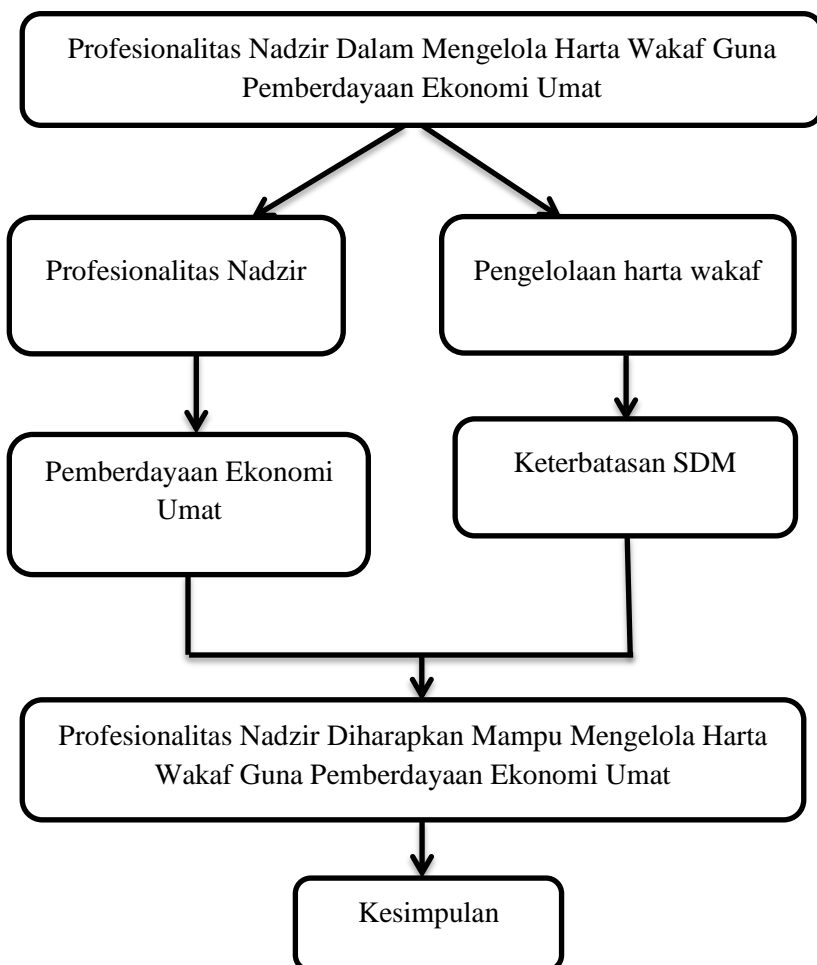 Profesionalitas Nadzir Dalam Mengelola Harta Wakaf Guna
Pemberdayaan Ekonomi Umat
Profesionalitas Nadzir
Pengelolaan harta wakaf
Pemberdayaan Ekonomi
Umat
Keterbatasan SDM
Profesionalitas Nadzir Diharapkan Mampu Mengelola Harta
Wakaf Guna Pemberdayaan Ekonomi Umat
Kesimpulan